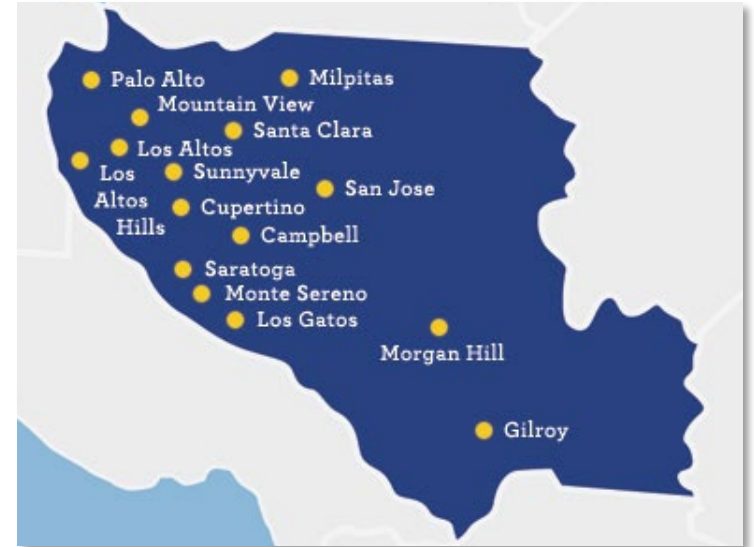 Palo Alto
Milpitas
Mountain View
Santa Clara
Los Altos
Los
Altos
Hills
Sunnyvale
San Jose
Cupertino
Campbell
Saratoga
Monte Sereno
Los Gatos
Morgan Hill
Gilroy